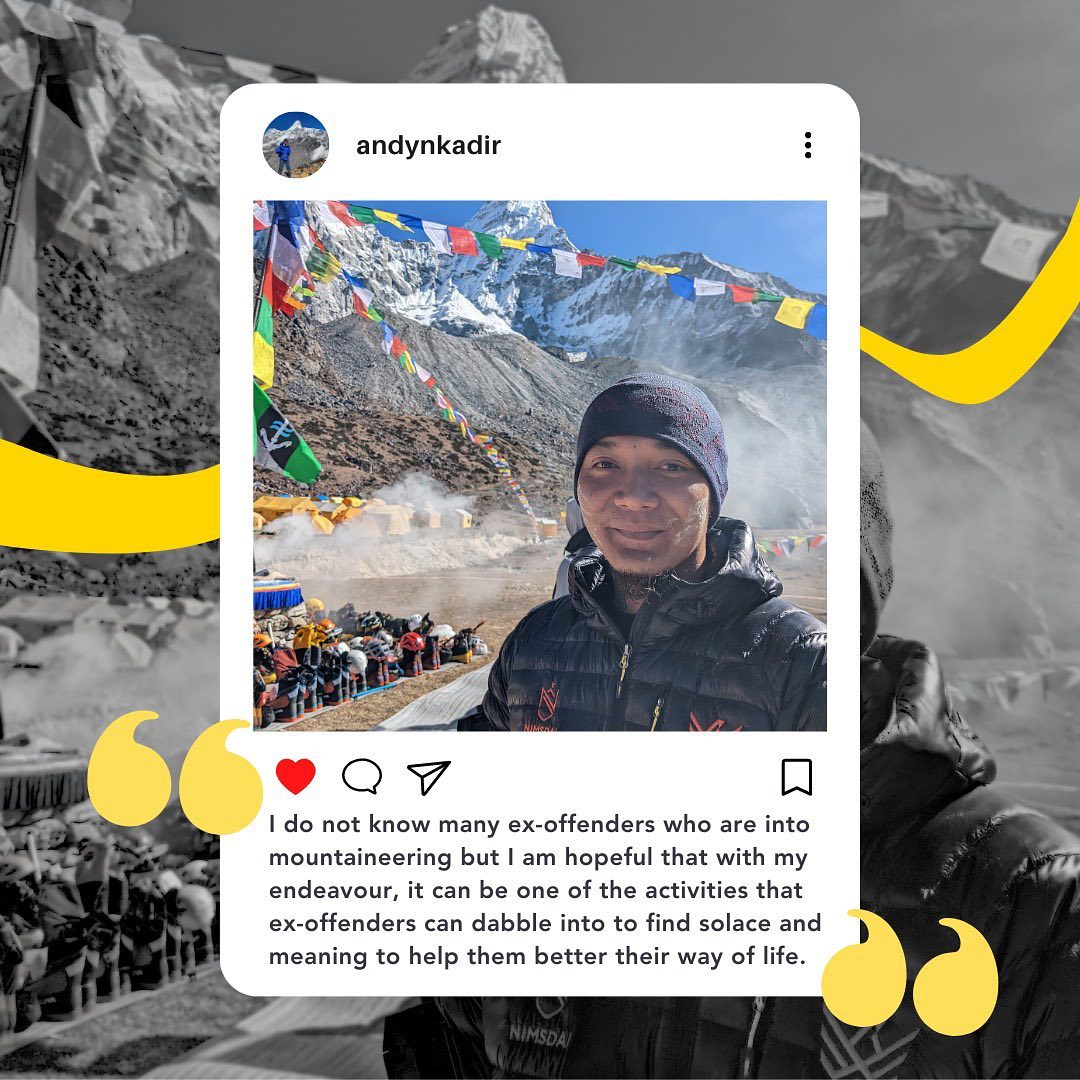 andynkadir
NIMSDAI
I do not know many ex-offenders who are into
mountaineering but I am hopeful that with my
endeavour, it can be one of the activities that
ex-offenders can dabble into to find solace and
meaning to help them better their way of life.
NIMSDAI